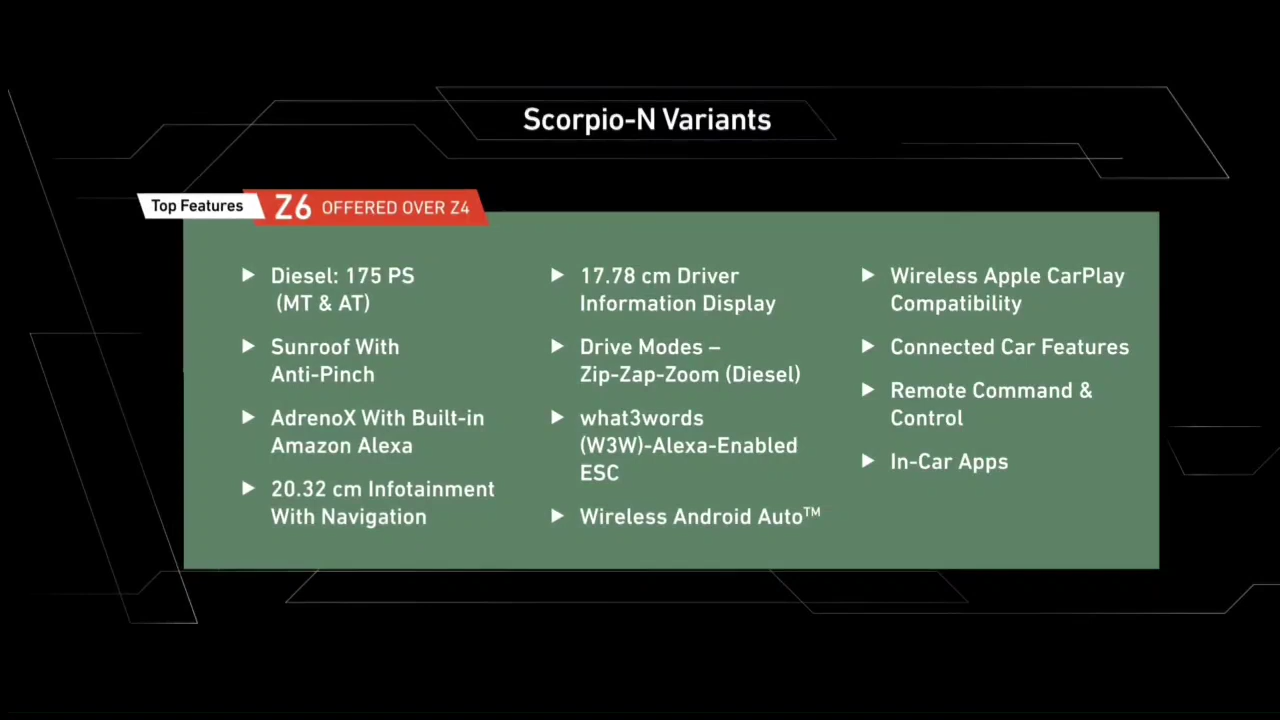 Scorpio-N Variants
Top Features
Z6 OFFERED OVER Z4
Diesel: 175 PS
(MT & AT)
Sunroof With
Anti-Pinch
AdrenoX With Built-in
Amazon Alexa
20.32 cm Infotainment
With Navigation
17.78 cm Driver
Information Display
Drive Modes –
Zip-Zap-Zoom (Diesel)
what3words
(W3W)-Alexa-Enabled
ESC
Wireless Android Auto™
Wireless Apple CarPlay
Compatibility
Connected Car Features
Remote Command &
Control
In-Car Apps